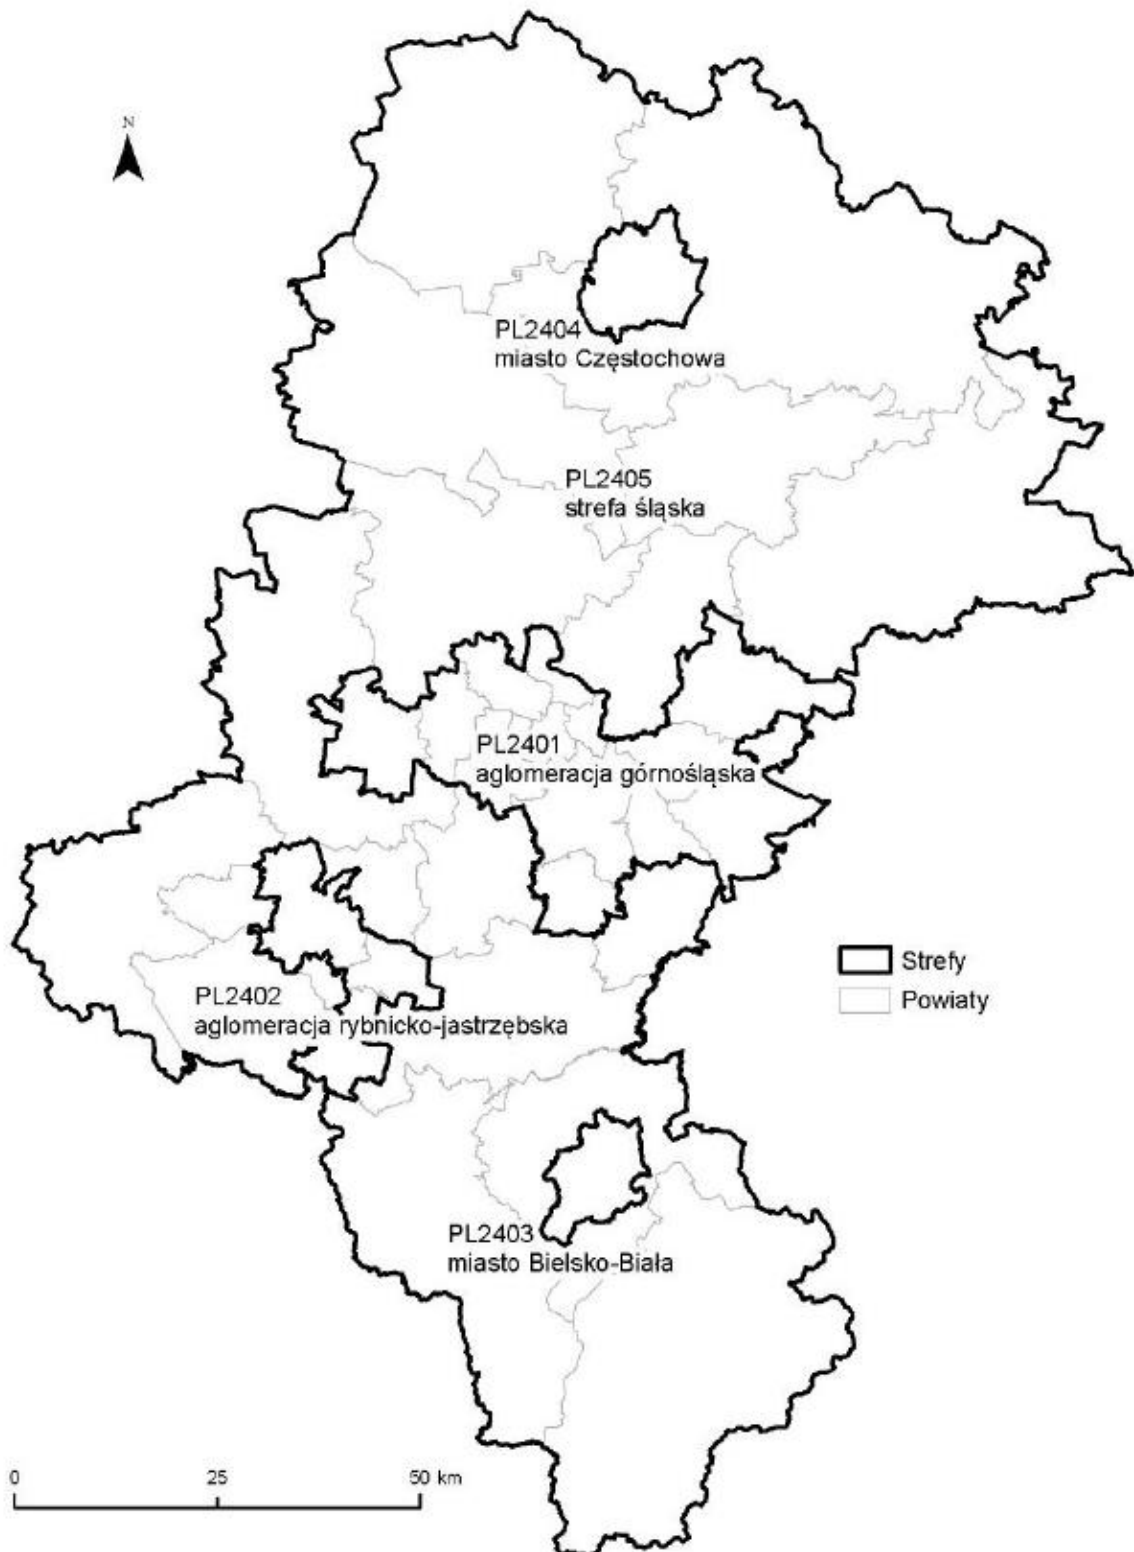 N
PL2404
miasto Częstochowa
PL2405
strefa śląska
PL2401
aglomeracja górnośląska
Strefy
Powiaty
PL2402
aglomeracja rybnicko-jastrzębska
PL2403
miasto Bielsko-Biała
0 25 50 km